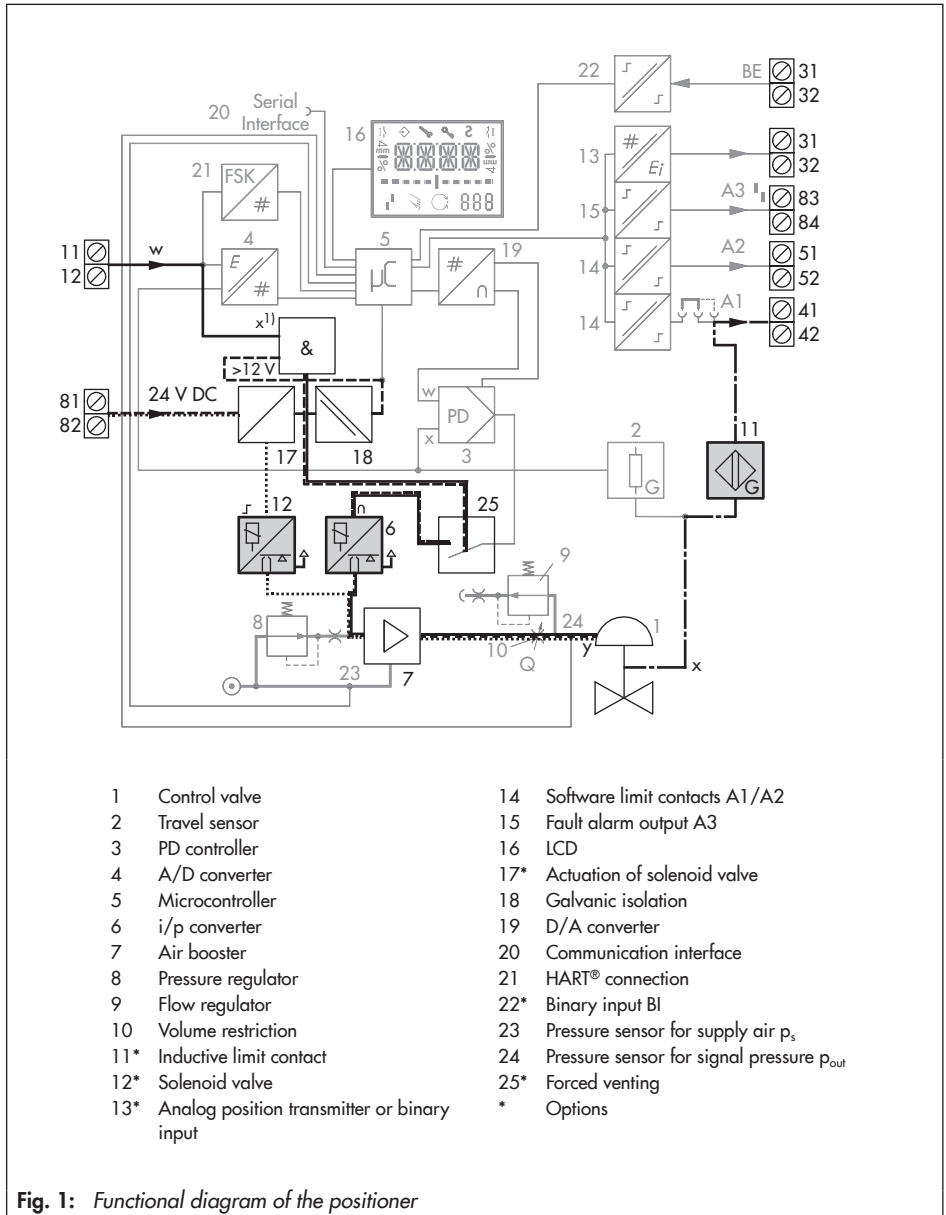 22
BE
31
32
20
Serial
Interface
16
%
mm
%
mm
888
13
#
Ei
31
32
21
FSK
#
15
A3
83
84
11
12
w
4
E
#
5
µC
19
#
∩
14
A2
51
52
x¹⁾
&
14
A1
41
42
>12 V
81
82
24 V DC
w
PD
x
3
2
G
11
G
17
18
12
6
25
9
8
24
1
10
Q
y
23
7
x
1 Control valve
2 Travel sensor
3 PD controller
4 A/D converter
5 Microcontroller
6 i/p converter
7 Air booster
8 Pressure regulator
9 Flow regulator
10 Volume restriction
11* Inductive limit contact
12* Solenoid valve
13* Analog position transmitter or binary
input
14 Software limit contacts A1/A2
15 Fault alarm output A3
16 LCD
17* Actuation of solenoid valve
18 Galvanic isolation
19 D/A converter
20 Communication interface
21 HART® connection
22* Binary input BI
23 Pressure sensor for supply air ps
24 Pressure sensor for signal pressure pout
25* Forced venting
* Options
Fig. 1: Functional diagram of the positioner